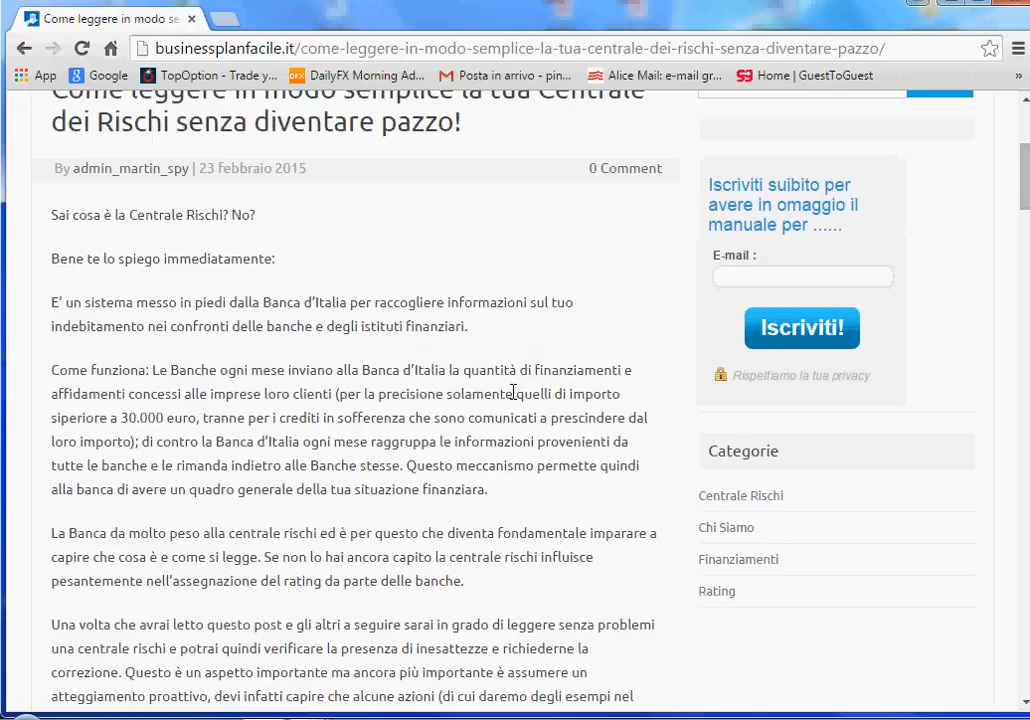 Come leggere in modo se
businessplanfacile.it/come-leggere-in-modo-semplice-la-tua-centrale-dei-rischi-senza-diventare-pazzo/
App
Google
TopOption - Trade y...
DFX DailyFX Morning Ad...
Posta in arrivo - pin...
Alice Mail: e-mail gr...
Home | GuestToGuest
»
Come leggere in modo semplice la tua Centrale
dei Rischi senza diventare pazzo!
By admin_martin_spy | 23 febbraio 2015
0 Comment
Sai cosa è la Centrale Rischi? No?
Bene te lo spiego immediatamente:
E' un sistema messo in piedi dalla Banca d'Italia per raccogliere informazioni sul tuo
indebitamento nei confronti delle banche e degli istituti finanziari.
Come funziona: Le Banche ogni mese inviano alla Banca d'Italia la quantità di finanziamenti e
affidamenti concessi alle imprese loro clienti (per la precisione solamente quelli di importo
siperiore a 30.000 euro, tranne per i crediti in sofferenza che sono comunicati a prescindere dal
loro importo); di contro la Banca d'Italia ogni mese raggruppa le informazioni provenienti da
tutte le banche e le rimanda indietro alle Banche stesse. Questo meccanismo permette quindi
alla banca di avere un quadro generale della tua situazione finanziara.
La Banca da molto peso alla centrale rischi ed è per questo che diventa fondamentale imparare a
capire che cosa è e come si legge. Se non lo hai ancora capito la centrale rischi influisce
pesantemente nell'assegnazione del rating da parte delle banche.
Una volta che avrai letto questo post e gli altri a seguire sarai in grado di leggere senza problemi
una centrale rischi e potrai quindi verificare la presenza di inesattezze e richiederne la
correzione. Questo è un aspetto importante ma ancora più importante è assumere un
atteggiamento proattivo, devi infatti capire che alcune azioni (di cui daremo degli esempi nel
Iscriviti suibito per
avere in omaggio il
manuale per ......
E-mail :
Iscriviti!
Rispettiamo la tua privacy
Categorie
Centrale Rischi
Chi Siamo
Finanziamenti
Rating